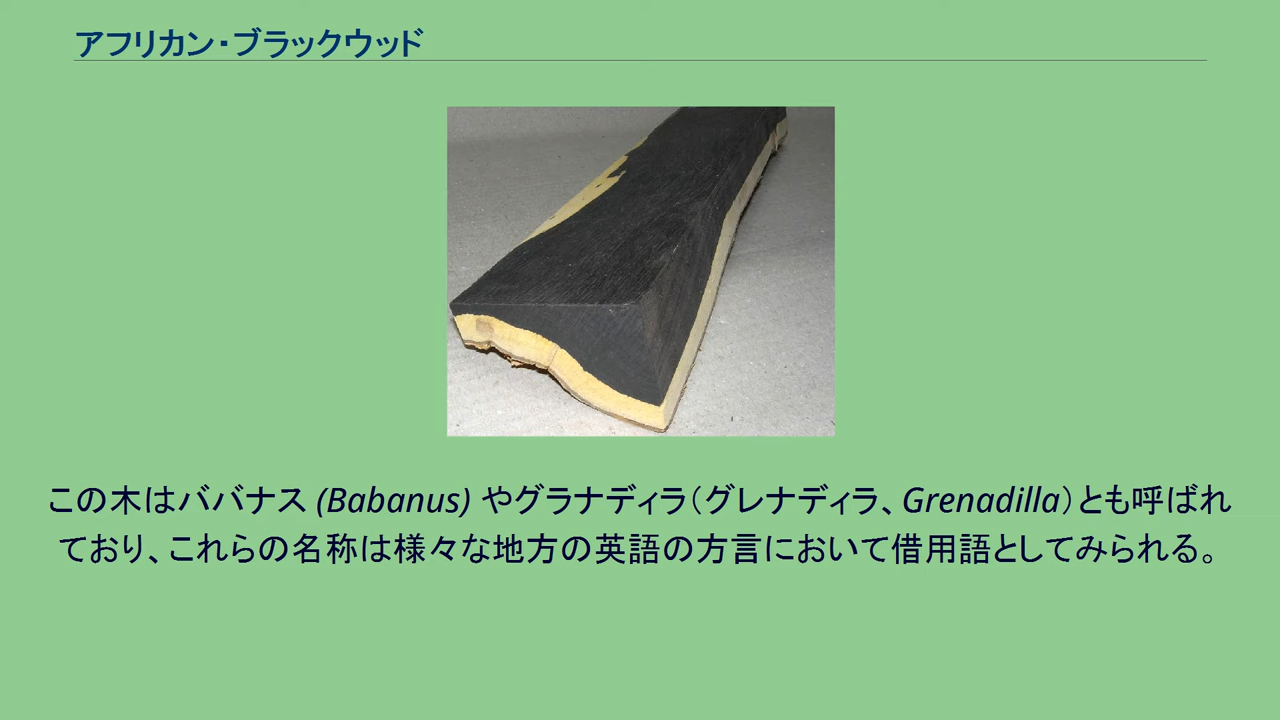 アフリカン・ブラックウッド
この木はババナス (Babanus) やグラナディラ（グレナディラ、Grenadilla）とも呼ばれ
ており、これらの名称は様々な地方の英語の方言において借用語としてみられる。